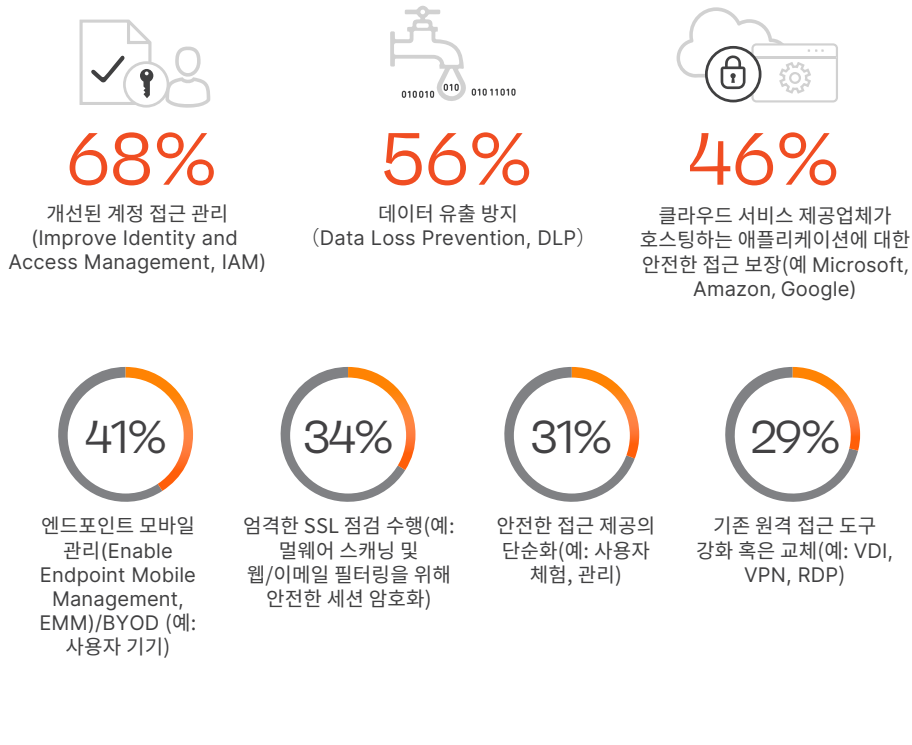 010010
010
010 11010
68%
개선된 계정 접근 관리
(Improve Identity and
Access Management, IAM)
56%
데이터 유출 방지
(Data Loss Prevention, DLP)
46%
클라우드 서비스 제공업체가
호스팅하는 애플리케이션에 대한
안전한 접근 보장(예 Microsoft,
Amazon, Google)
41%
엔드포인트 모바일
관리(Enable
Endpoint Mobile
Management,
EMM)/BYOD (예:
사용자 기기)
34%
엄격한 SSL 점검 수행(예:
멀웨어 스캐닝 및
웹/이메일 필터링을 위해
안전한 세션 암호화)
31%
안전한 접근 제공의
단순화(예: 사용자
체험, 관리)
29%
기존 원격 접근 도구
강화 혹은 교체(예: VDI,
VPN, RDP)